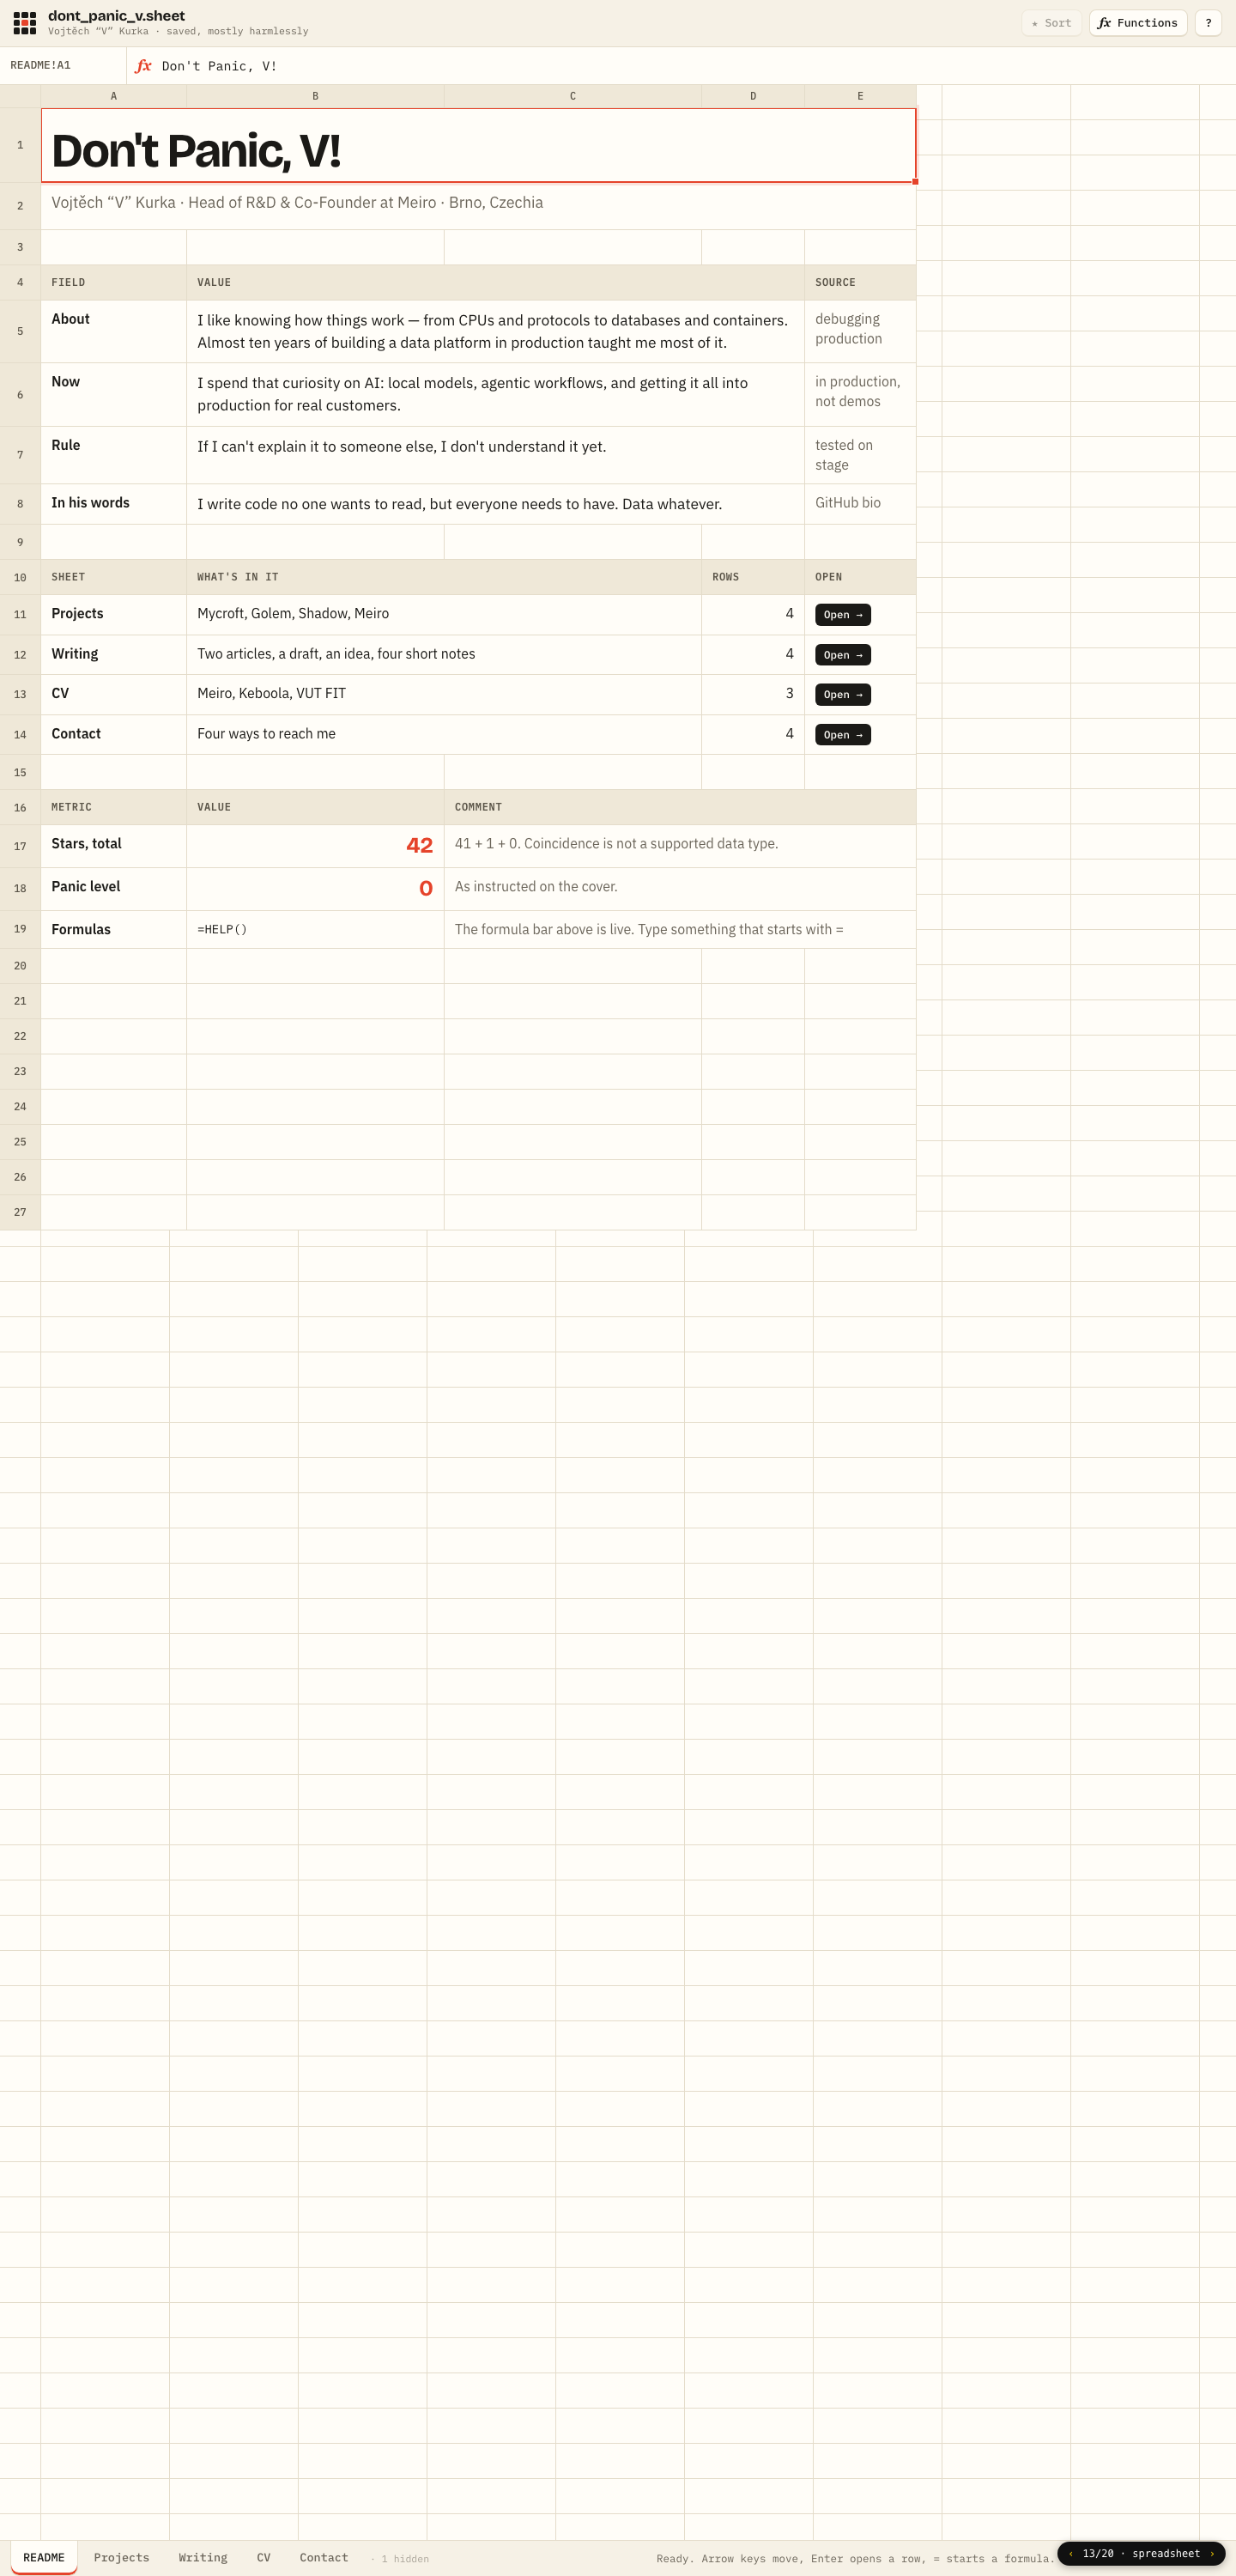 dont_panic_v.sheet
Vojtěch “V” Kurka · saved, mostly harmlessly
★ Sort
fx Functions
?
README!A1
fx Don't Panic, V!
A B C D E
1 Don't Panic, V!
2 Vojtěch “V” Kurka · Head of R&D & Co-Founder at Meiro · Brno, Czechia
3
4 FIELD VALUE SOURCE
5 About I like knowing how things work — from CPUs and protocols to databases and containers. debugging
Almost ten years of building a data platform in production taught me most of it. production
6 Now I spend that curiosity on AI: local models, agentic workflows, and getting it all into in production,
production for real customers. not demos
7 Rule If I can't explain it to someone else, I don't understand it yet. tested on
stage
8 In his words I write code no one wants to read, but everyone needs to have. Data whatever. GitHub bio
9
10 SHEET WHAT'S IN IT ROWS OPEN
11 Projects Mycroft, Golem, Shadow, Meiro 4 Open →
12 Writing Two articles, a draft, an idea, four short notes 4 Open →
13 CV Meiro, Keboola, VUT FIT 3 Open →
14 Contact Four ways to reach me 4 Open →
15
16 METRIC VALUE COMMENT
17 Stars, total 42 41 + 1 + 0. Coincidence is not a supported data type.
18 Panic level 0 As instructed on the cover.
19 Formulas =HELP() The formula bar above is live. Type something that starts with =
20
21
22
23
24
25
26
27
README Projects Writing CV Contact · 1 hidden
Ready. Arrow keys move, Enter opens a row, = starts a formula.
‹ 13/20 · spreadsheet ›